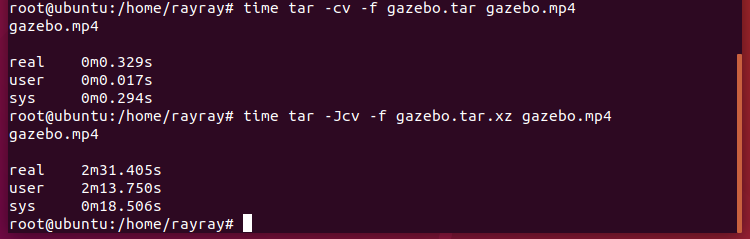 root@ubuntu:/home/rayray# time tar -cv -f gazebo.tar gazebo.mp4
gazebo.mp4

real    0m0.329s
user    0m0.017s
sys     0m0.294s
root@ubuntu:/home/rayray# time tar -Jcv -f gazebo.tar.xz gazebo.mp4
gazebo.mp4

real    2m31.405s
user    2m13.750s
sys     0m18.506s
root@ubuntu:/home/rayray#